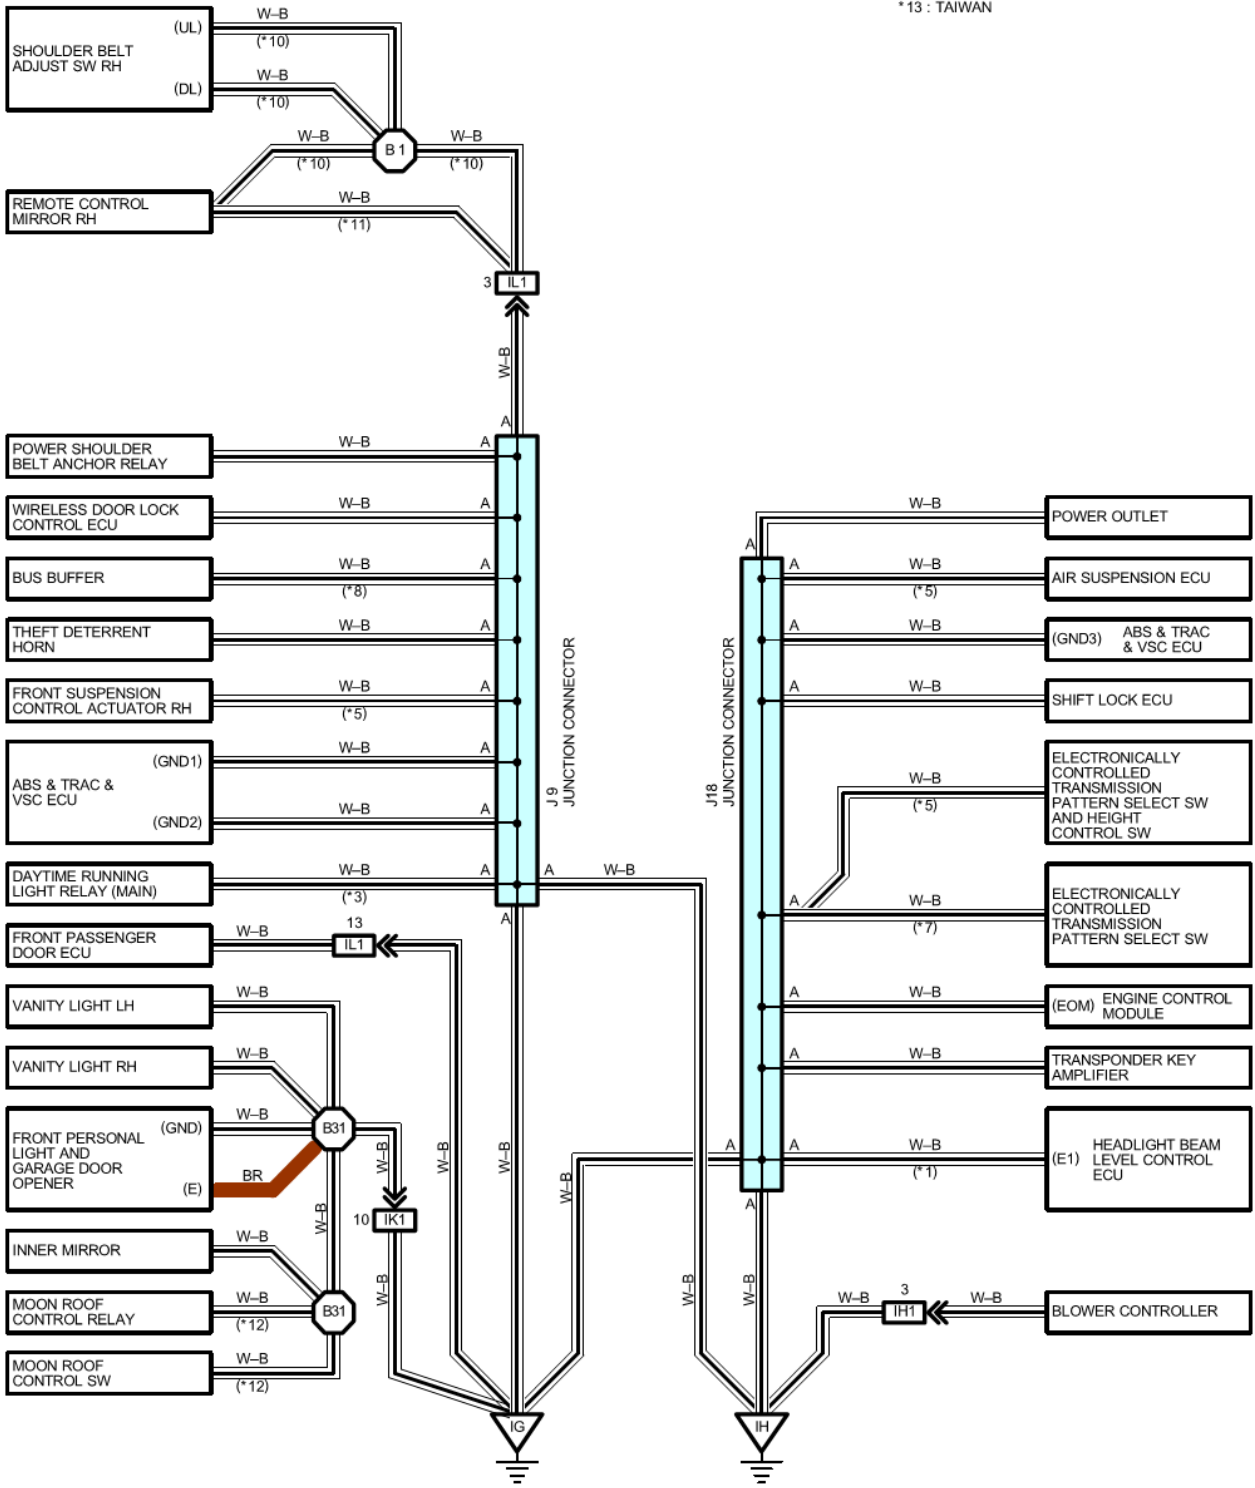 *13 : TAIWAN
W–B
(UL)
(*10)
SHOULDER BELT
ADJUST SW RH
W–B
(DL)
(*10)
W–B
W–B
B 1
(*10)
(*10)
REMOTE CONTROL
MIRROR RH
W–B
(*11)
3
IL1
W–B
A
POWER SHOULDER
BELT ANCHOR RELAY
W–B
A
WIRELESS DOOR LOCK
CONTROL ECU
W–B
A
W–B
POWER OUTLET
A
BUS BUFFER
W–B
(*8)
A
A
W–B
(*5)
AIR SUSPENSION ECU
THEFT DETERRENT
HORN
W–B
A
A
W–B
(GND3)
ABS & TRAC
& VSC ECU
FRONT SUSPENSION
CONTROL ACTUATOR RH
W–B
(*5)
A
A
W–B
SHIFT LOCK ECU
J 9
JUNCTION CONNECTOR
J18
JUNCTION CONNECTOR
ABS & TRAC &
VSC ECU
(GND1)
W–B
A
(GND2)
W–B
A
W–B
(*5)
ELECTRONICALLY
CONTROLLED
TRANSMISSION
PATTERN SELECT SW
AND HEIGHT
CONTROL SW
DAYTIME RUNNING
LIGHT RELAY (MAIN)
W–B
(*3)
A
A
W–B
A
A
W–B
(*7)
ELECTRONICALLY
CONTROLLED
TRANSMISSION
PATTERN SELECT SW
FRONT PASSENGER
DOOR ECU
W–B
13
IL1
VANITY LIGHT LH
W–B
A
W–B
(EOM)
ENGINE CONTROL
MODULE
VANITY LIGHT RH
W–B
A
W–B
TRANSPONDER KEY
AMPLIFIER
FRONT PERSONAL
LIGHT AND
GARAGE DOOR
OPENER
(GND)
W–B
B31
(E)
BR
W–B
W–B
W–B
W–B
A
A
W–B
(*1)
(E1)
HEADLIGHT BEAM
LEVEL CONTROL
ECU
A
10
IK1
W–B
INNER MIRROR
W–B
W–B
W–B
W–B
MOON ROOF
CONTROL RELAY
W–B
(*12)
B31
W–B
3
IH1
W–B
BLOWER CONTROLLER
MOON ROOF
CONTROL SW
W–B
(*12)
IG
IH